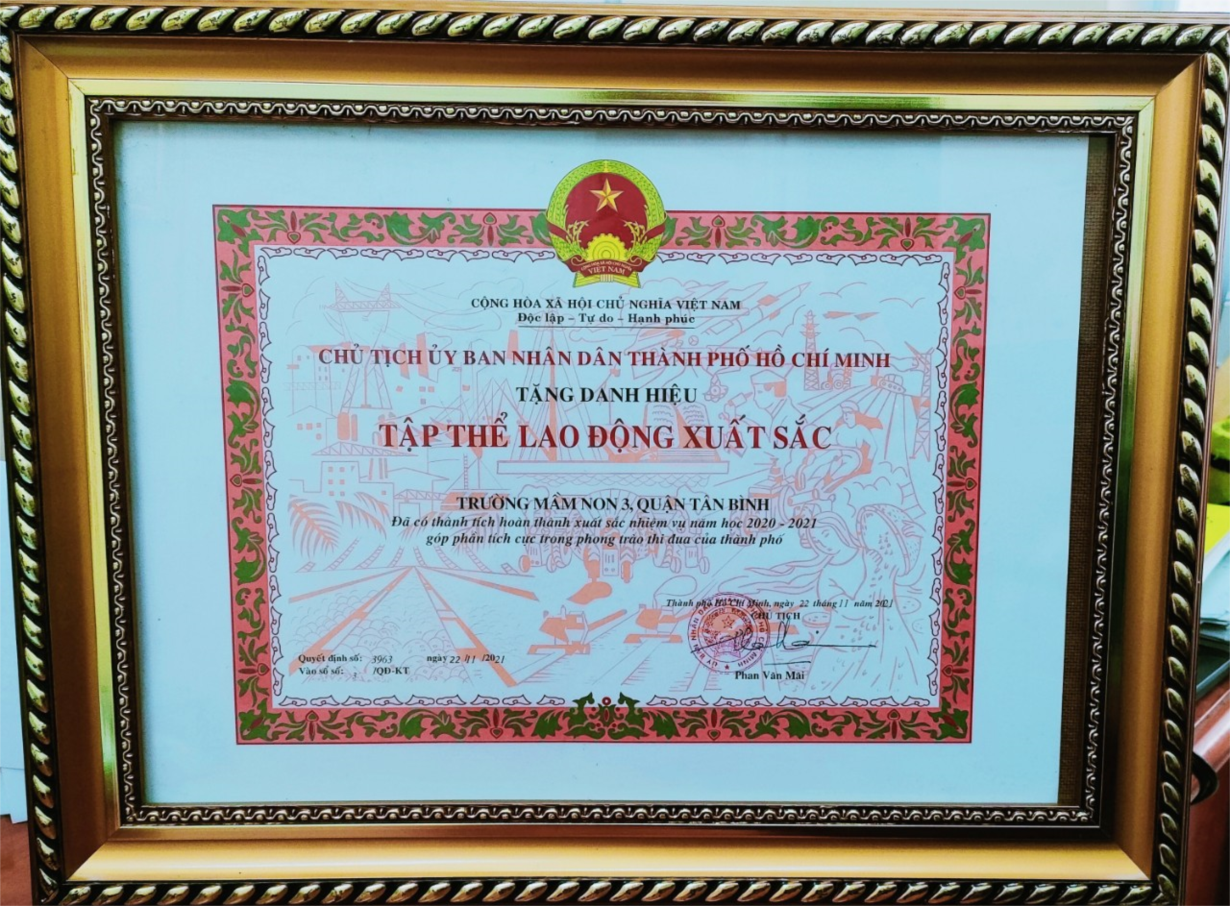 VIỆT NAM
CỘNG HÒA XÃ HỘI CHỦ NGHĨA VIỆT NAM
Độc lập - Tự do - Hạnh phúc
CHỦ TỊCH ỦY BAN NHÂN DÂN THÀNH PHỐ HỒ CHÍ MINH
TẶNG DANH HIỆU
TẬP THỂ LAO ĐỘNG XUẤT SẮC
TRƯỜNG MẦM NON 3, QUẬN TÂN BÌNH
Đã có thành tích hoàn thành xuất sắc nhiệm vụ năm học 2020 - 2021
góp phần tích cực trong phong trào thi đua của thành phố
Thành phố Hồ Chí Minh, ngày 22 tháng 11 năm 2021
CHỦ TỊCH
Quyết định số: 3963 ngày 22/11/2021
Vào sổ số: /QĐ-KT
Phan Văn Mãi